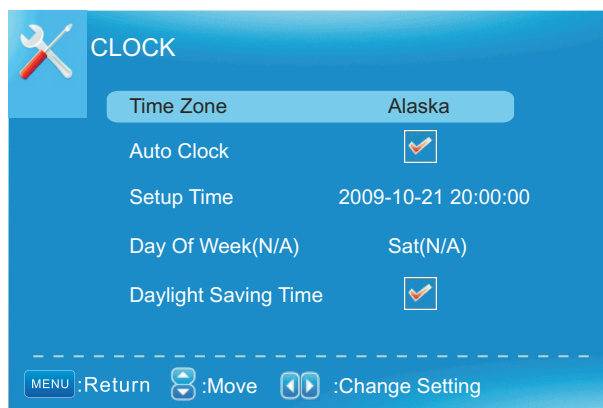 CLOCK
Time Zone Alaska
Auto Clock
Setup Time 2009-10-21 20:00:00
Day Of Week(N/A) Sat(N/A)
Daylight Saving Time
MENU :Return :Move :Change Setting